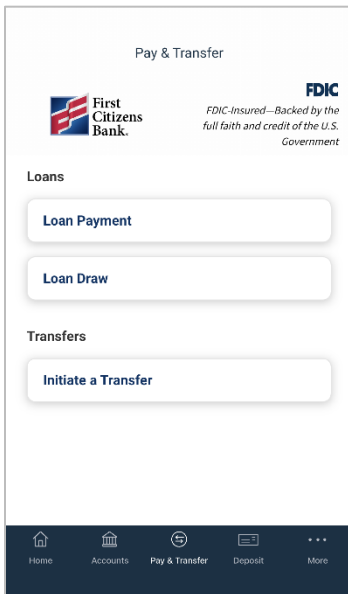 Pay & Transfer
First
Citizens
Bank.
FDIC
FDIC-Insured—Backed by the
full faith and credit of the U.S.
Government
Loans
Loan Payment
Loan Draw
Transfers
Initiate a Transfer
Home Accounts Pay & Transfer Deposit More